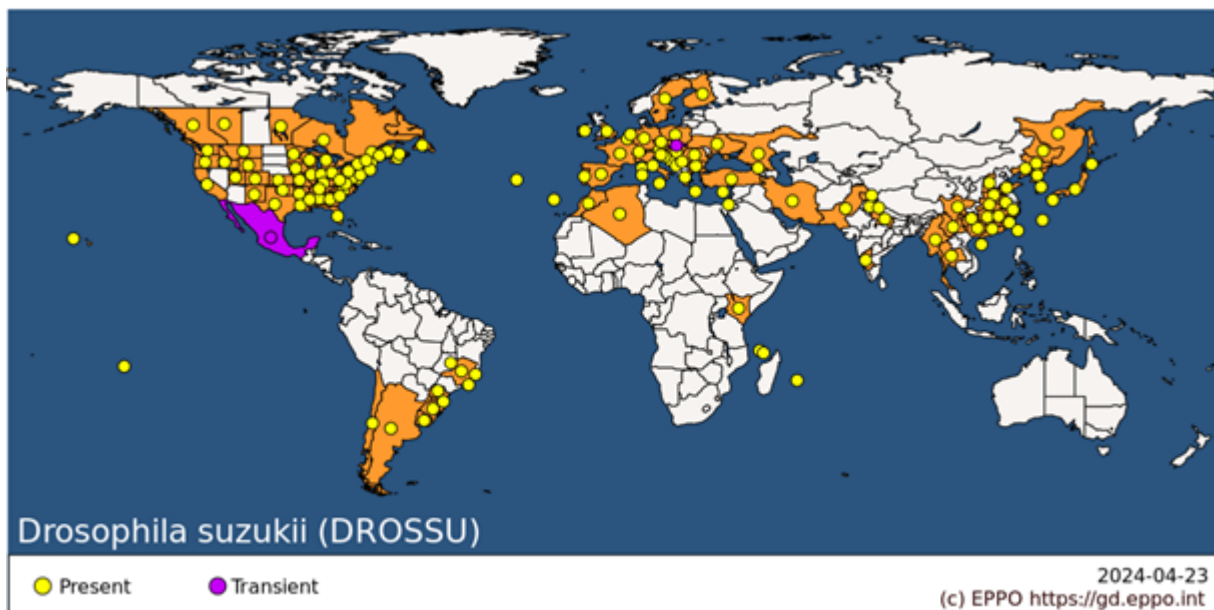 Drosophila suzukii (DROSSU)
Present
Transient
2024-04-23
(c) EPPO https://gd.eppo.int